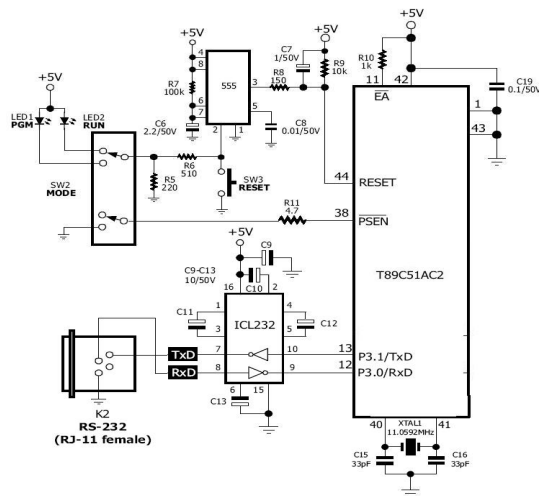 +5V
+5V
+5V
+5V
+5V
C7
1/50V
R9
10k
R10
1k
11
42
EA
C19
0.1/50V
1
43
4
8
R7
100k
555
3
R8
150
6
7
5
2
1
C6
2.2/50V
C8
0.01/50V
LED1
PGM
LED2
RUN
R6
510
R5
220
SW3
RESET
SW2
MODE
44
RESET
R11
4.7
38
PSEN
T89C51AC2
C9
C9-C13
10/50V
C10
16
2
1
4
C11
ICL232
C12
3
5
TxD
7
10
13
P3.1/TxD
RxD
8
9
12
P3.0/RxD
6
15
C13
K2
RS-232
(RJ-11 female)
40
XTAL1
11.0592MHz
41
C15
33pF
C16
33pF